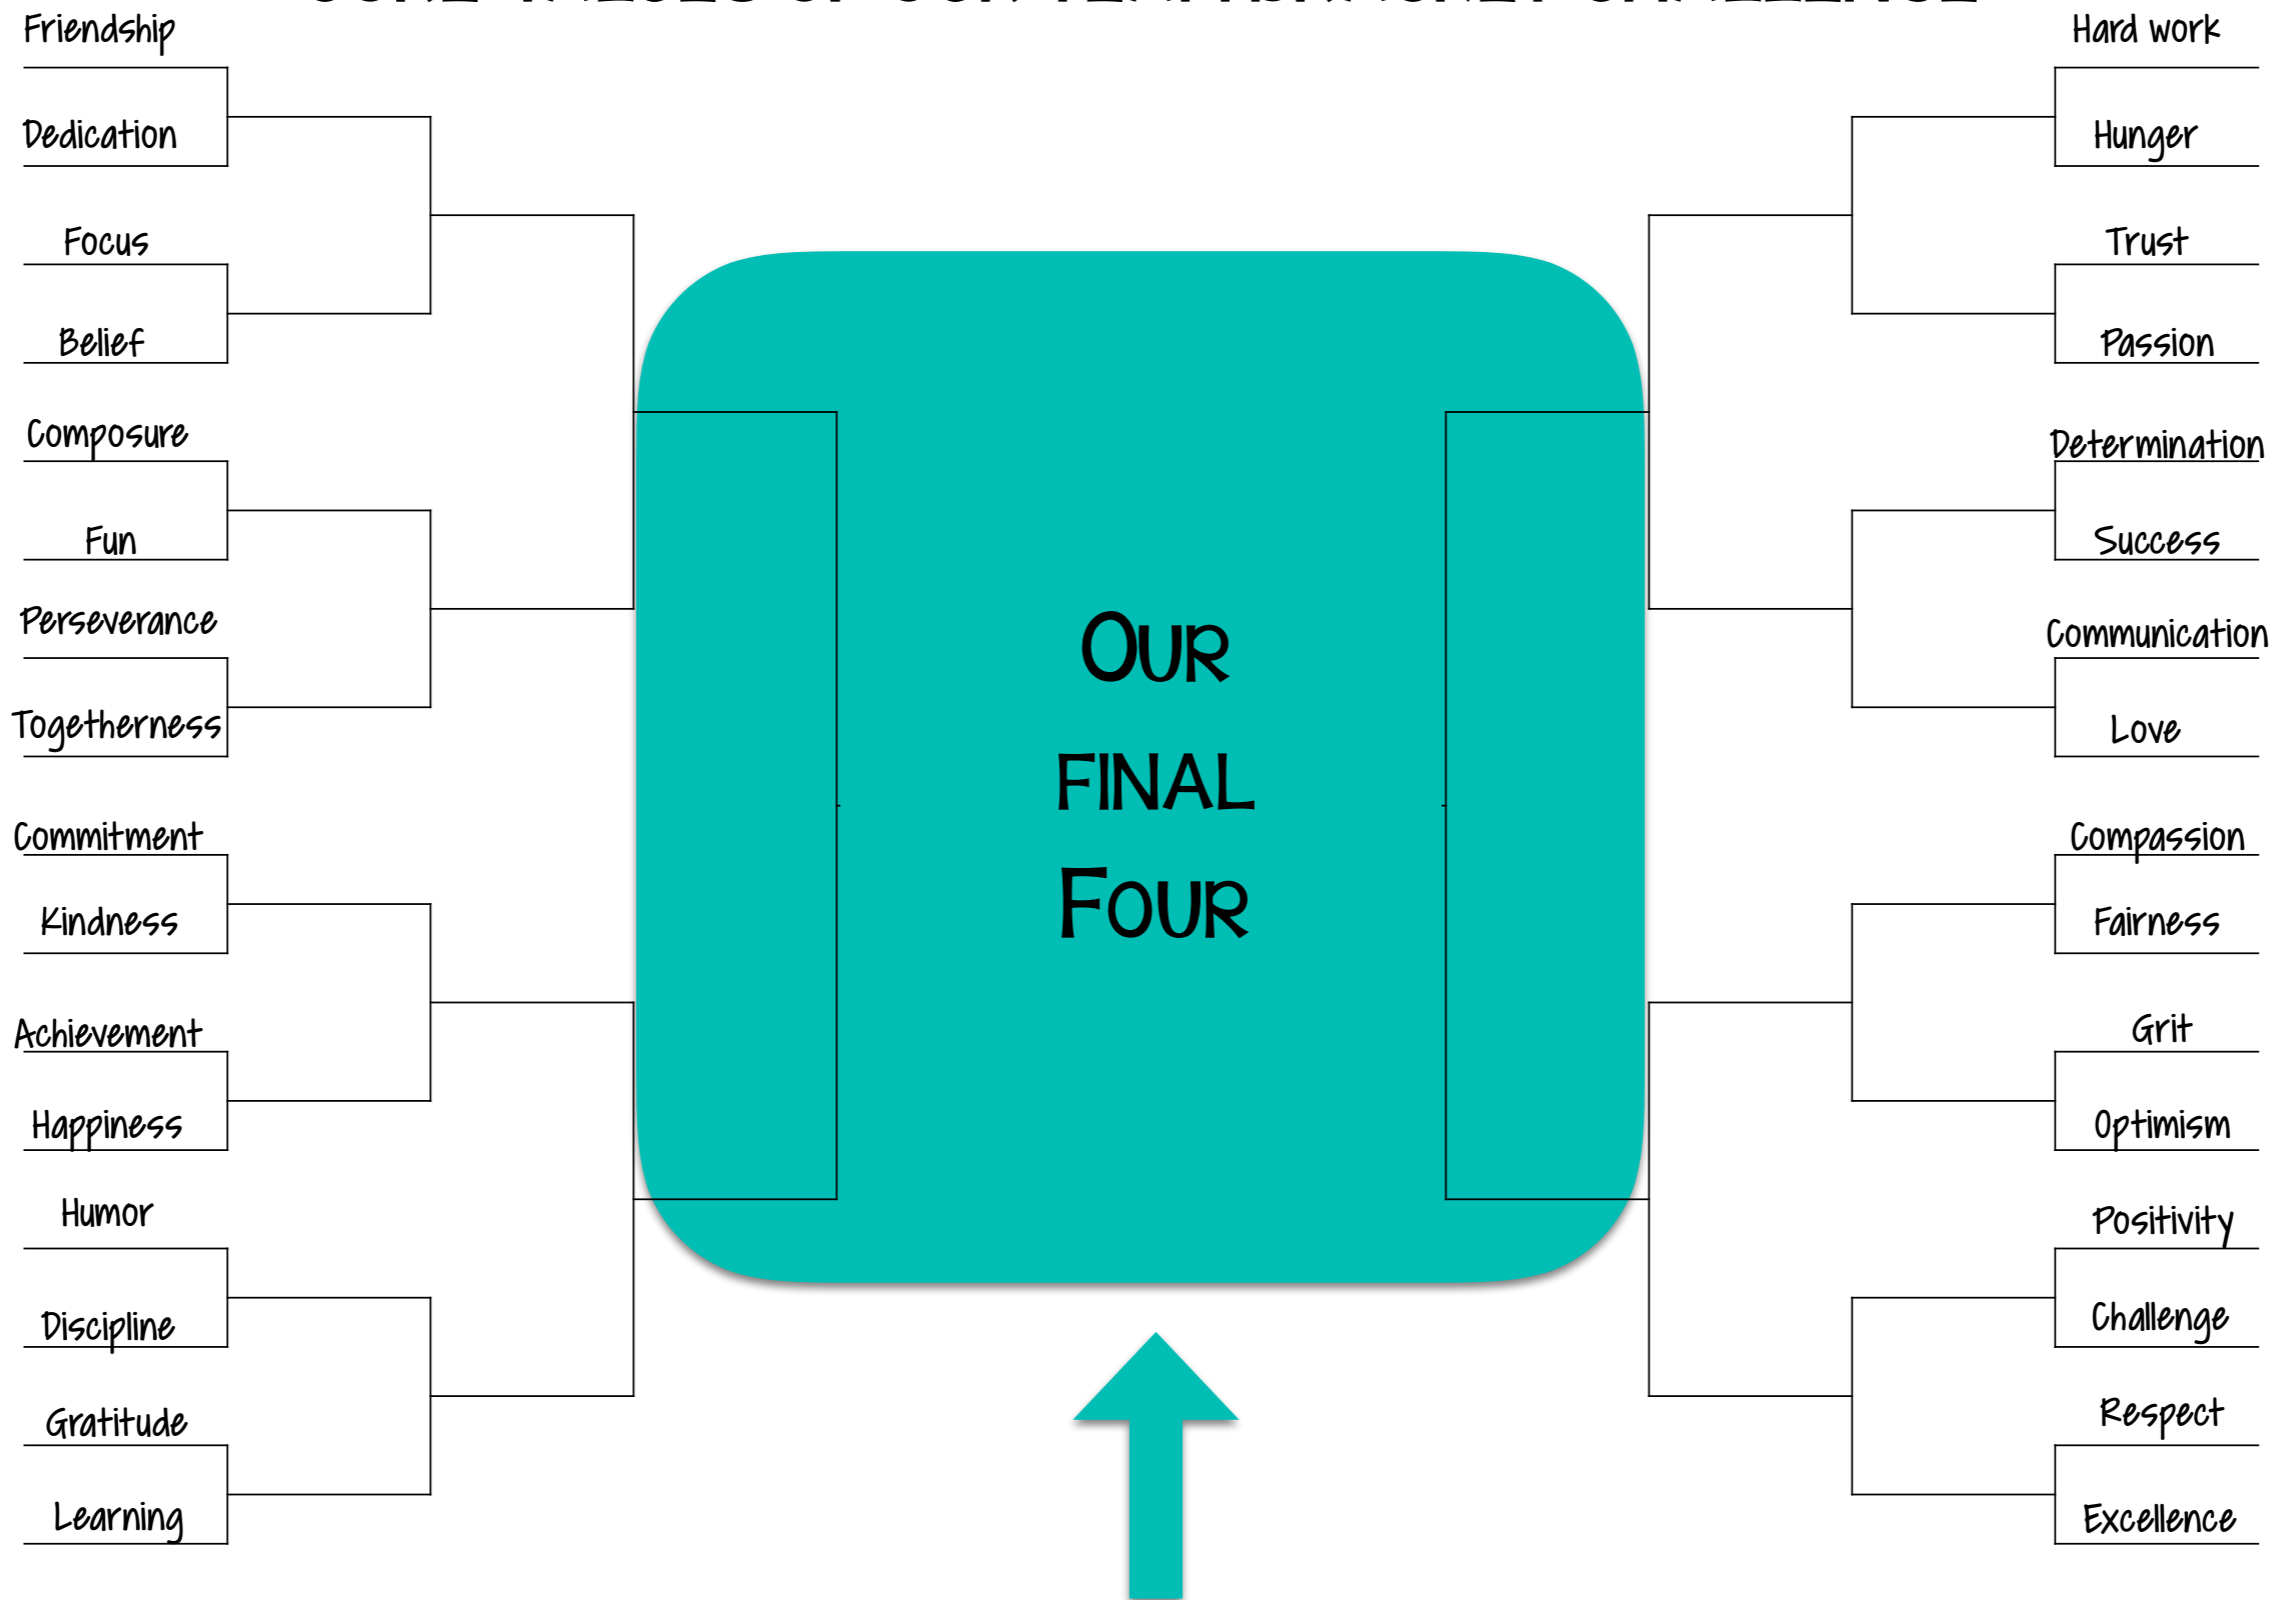 Friendship
Dedication
Focus
Belief
Composure
Fun
Perseverance
Togetherness
Commitment
Kindness
Achievement
Happiness
Humor
Discipline
Gratitude
Learning
Our
final
Four
Hard work
Hunger
Trust
Passion
Determination
Success
Communication
Love
Compassion
Fairness
Grit
Optimism
Positivity
Challenge
Respect
Excellence